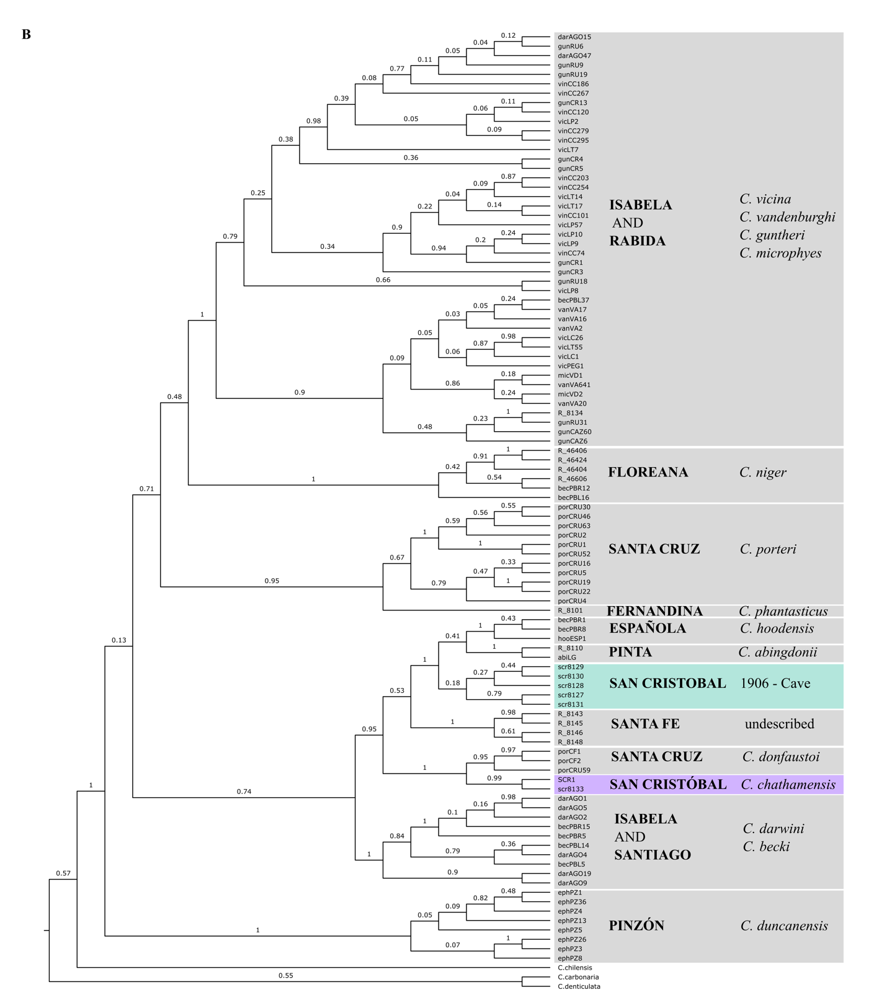 B
0.12
darAGO15
0.04
gunRU6
0.05
darAGO47
0.11
gunRU9
0.77
gunRU19
0.08
vinCC186
vinCC267
0.39
0.11
gunCR13
0.06
vinCC120
0.05
vicLP2
0.98
0.09
vinCC279
vinCC295
0.38
vicLT7
0.36
gunCR4
gunCR5
0.87
vinCC203
0.09
vinCC254
0.25
0.04
vicLT14
0.22
0.14
vicLT17
vinCC101
vicLP57
0.9
0.24
vicLP10
0.79
0.2
vicLP9
0.34
0.94
vinCC74
gunCR1
gunCR3
0.66
gunRU18
vicLP8
ISABELA
AND
RABIDA
C. vicina
C. vandenburghi
C. guntheri
C. microphyes
0.24
becPBL37
0.05
vanVA17
1
0.03
vanVA16
vanVA2
0.05
0.98
vicLC26
0.87
vicLT55
0.06
vicLC1
0.09
vicPEG1
0.18
micVD1
0.86
vanVA641
0.9
0.24
micVD2
0.48
vanVA20
1
R_8134
0.23
gunRU31
0.48
gunCAZ60
gunCAZ6
1
R_46406
0.91
R_46424
0.42
R_46404
1
0.54
R_46606
becPBR12
becPBL16
FLOREANA
C. niger
0.71
0.55
porCRU30
0.56
porCRU46
0.59
porCRU63
1
porCRU2
1
porCRU1
porCRU52
0.67
0.33
porCRU16
0.47
porCRU5
0.95
0.79
1
porCRU19
porCRU22
porCRU4
SANTA CRUZ
C. porteri
R_8101
FERNANDINA
C. phantasticus
0.43
becPBR1
1
becPBR8
0.41
hooESP1
ESPAÑOLA
C. hoodensis
0.13
1
R_8110
abiLG
PINTA
C. abingdonii
1
0.44
scr8129
0.27
scr8130
0.18
scr8128
0.53
0.79
scr8127
scr8131
SAN CRISTOBAL
1906 - Cave
0.98
R_8143
1
R_8145
0.95
0.61
R_8146
R_8148
SANTA FE
undescribed
0.97
porCF1
0.95
porCF2
1
porCRU59
SANTA CRUZ
C. donfaustoi
0.99
SCR1
scr8133
SAN CRISTÓBAL
C. chathamensis
1
0.74
0.98
darAGO1
0.16
darAGO5
0.1
darAGO2
1
becPBR15
0.84
becPBR5
0.36
becPBL14
1
0.79
darAGO4
becPBL5
0.9
darAGO19
darAGO9
ISABELA
AND
SANTIAGO
C. darwini
C. becki
0.57
0.48
ephPZ1
0.82
ephPZ36
0.09
ephPZ4
0.05
ephPZ13
1
ephPZ5
1
ephPZ26
0.07
ephPZ3
ephPZ8
PINZÓN
C. duncanensis
C.chilensis
0.55
C.carbonaria
C.denticulata